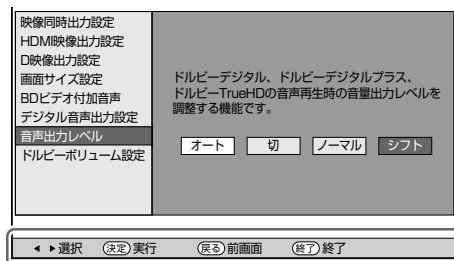 映像同時出力設定
HDMI映像出力設定
D映像出力設定
画面サイズ設定
BDビデオ付加音声
デジタル音声出力設定
音声出力レベル
ドルビーボリューム設定
ドルビーデジタル、ドルビーデジタルプラス、
ドルビーTrueHDの音声再生時の音量出力レベルを
調整する機能です。
オート 切 ノーマル シフト
選択 決定 実行 戻る 前画面 終了 終了